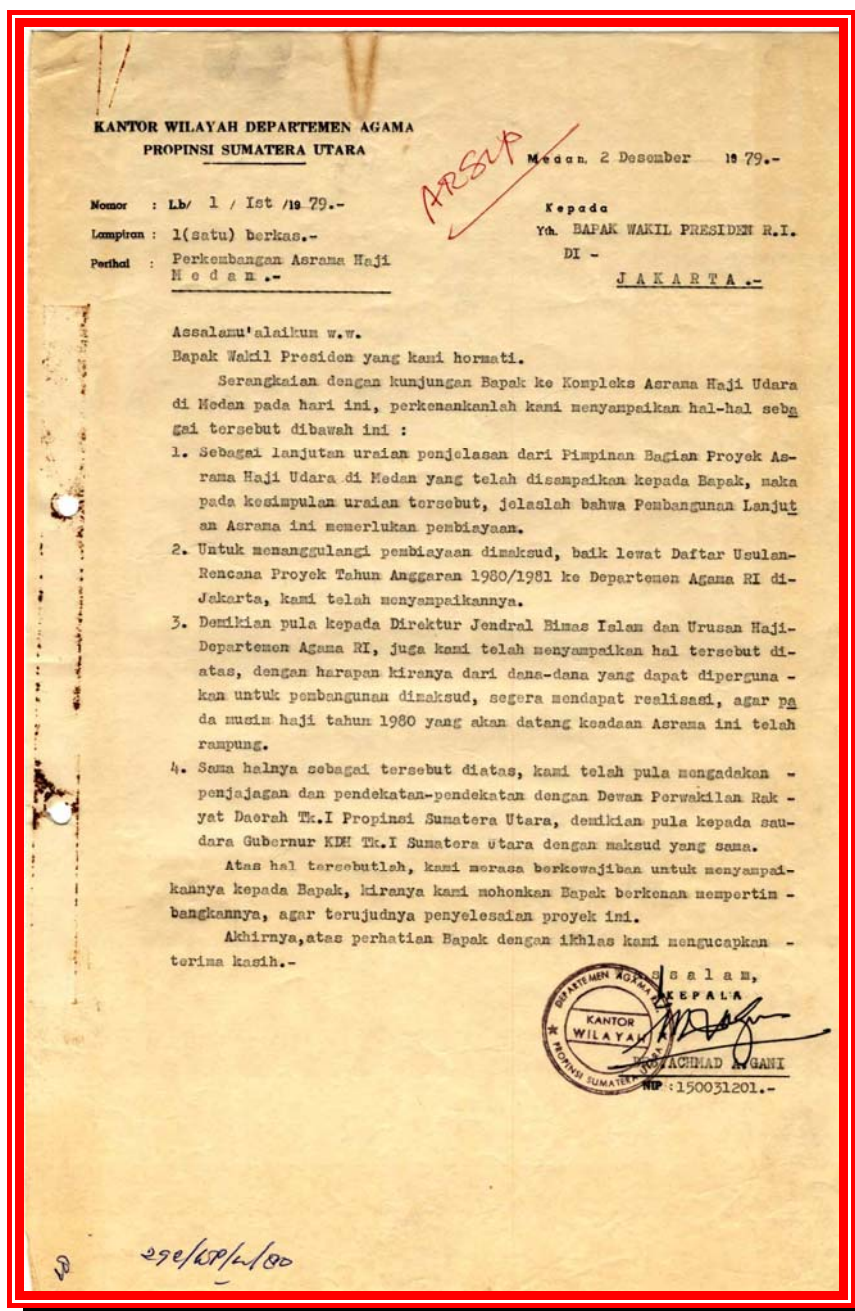 KANTOR WILAYAH DEPARTEMEN AGAMA
PROPINSI SUMATERA UTARA
ARSIP
Medan, 2 Desember 19 79.-
Nomor : Lb/ 1 / Ist /19 79.-
Lampiran : 1(satu) berkas.-
Perihal : Perkembangan Asrama Haji
M e d a n .-
Kepada
Yth. BAPAK WAKIL PRESIDEN R.I.
DI -
J A K A R T A .-
Assalamu'alaikum w.w.
Bapak Wakil Presiden yang kami hormati.
Serangkaian dengan kunjungan Bapak ke Kompleks Asrama Haji Udara
di Medan pada hari ini, perkenankanlah kami menyampaikan hal-hal seba
gai tersebut dibawah ini :
1. Sebagai lanjutan uraian penjelasan dari Pimpinan Bagian Proyek As-
rama Haji Udara di Medan yang telah disampaikan kepada Bapak, maka
pada kesimpulan uraian tersebut, jelaslah bahwa Pembangunan Lanjut
an Asrama ini memerlukan pembiayaan.
2. Untuk menanggulangi pembiayaan dimaksud, baik lewat Daftar Usulan-
Rencana Proyek Tahun Anggaran 1980/1981 ke Departemen Agama RI di-
Jakarta, kami telah menyampaikannya.
3. Demikian pula kepada Direktur Jendral Bimas Islam dan Urusan Haji-
Departemen Agama RI, juga kami telah menyampaikan hal tersebut di-
atas, dengan harapan kiranya dari dana-dana yang dapat diperguna -
kan untuk pembangunan dimaksud, segera mendapat realisasi, agar pa
da musim haji tahun 1980 yang akan datang keadaan Asrama ini telah
rampung.
4. Sama halnya sebagai tersebut diatas, kami telah pula mengadakan -
penjajagan dan pendekatan-pendekatan dengan Dewan Perwakilan Rak -
yat Daerah Tk.I Propinsi Sumatera Utara, demikian pula kepada sau-
dara Gubernur KDH Tk.I Sumatera Utara dengan maksud yang sama.
Atas hal tersebutlah, kami merasa berkewajiban untuk menyampai-
kannya kepada Bapak, kiranya kami mohonkan Bapak berkenan mempertim -
bangkannya, agar terujudnya penyelesaian proyek ini.
Akhirnya,atas perhatian Bapak dengan ikhlas kami mengucapkan -
terima kasih.-
s s a l a m,
KEPALA
DEPARTEMEN AGAMA R.I.
KANTOR
WILAYAH
PROPINSI SUMATERA UTARA
ACHMAD A.GANI
NIP :150031201.-